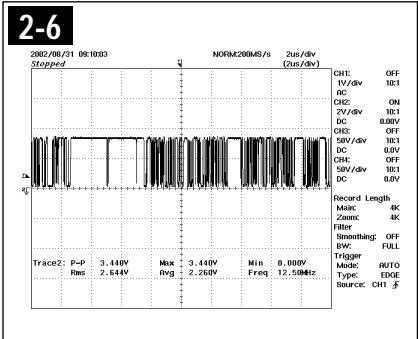 2-6
2002/08/31 09:10:03 NORM:200MS/s 2us/div
Stopped (2us/div)
CH1: OFF
1V/div 10:1
AC
CH2: ON
2V/div 10:1
DC 0.00V
CH3: OFF
50V/div 10:1
DC 0.0V
CH4: OFF
50V/div 10:1
DC 0.0V
Record Length
Main: 4K
Zoom: 4K
Filter
Smoothing: OFF
BW: FULL
Trigger
Mode: AUTO
Type: EDGE
Source: CH1
Trace2: P-P 3.440V Max 3.440V Min 0.000V
Rms 2.644V Avg 2.260V Freq 12.50MHz